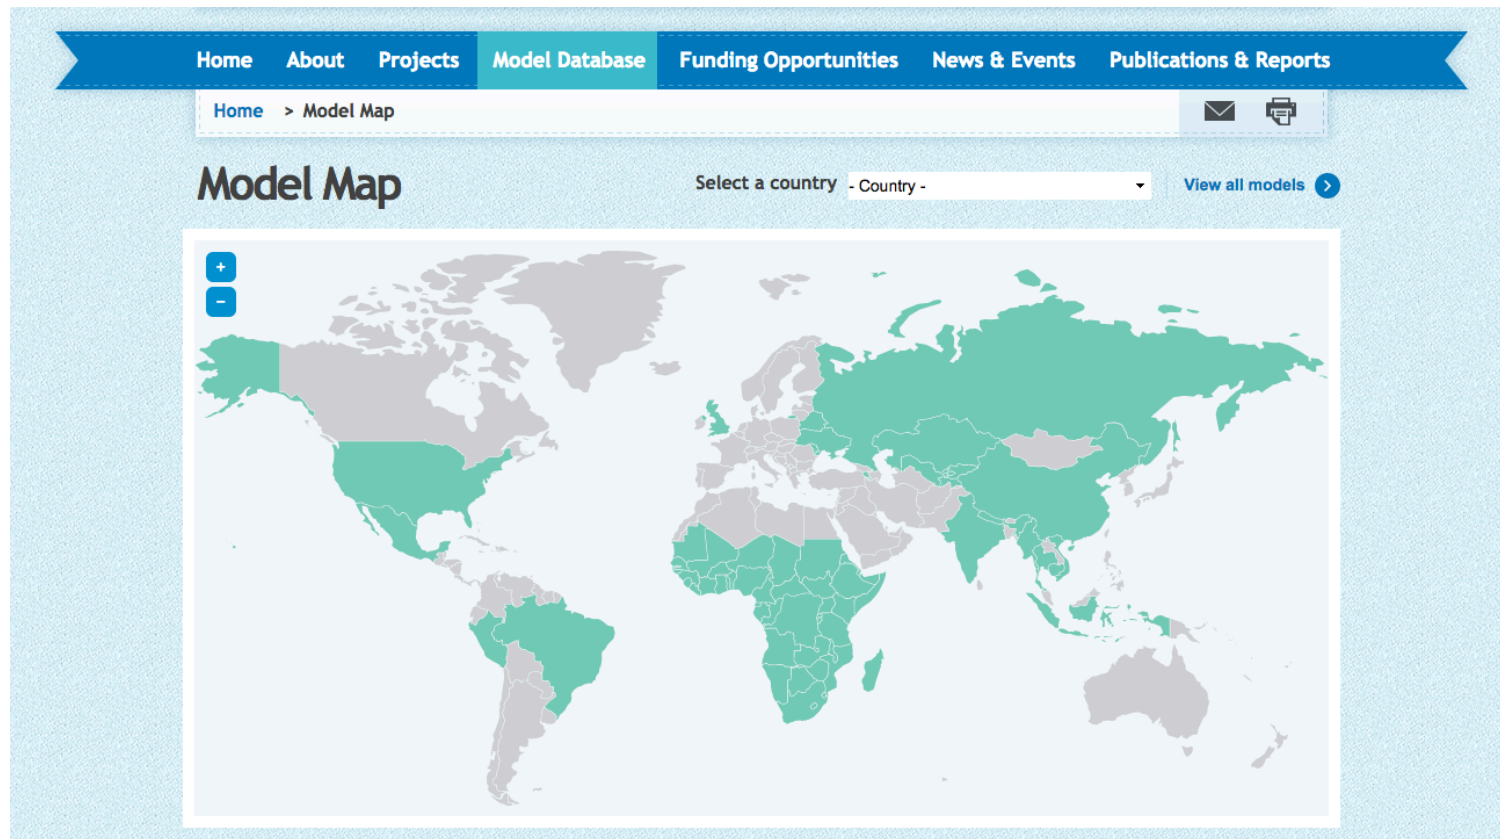 Home About Projects Model Database Funding Opportunities News & Events Publications & Reports
Home > Model Map
Model Map
Select a country - Country - View all models
+
-